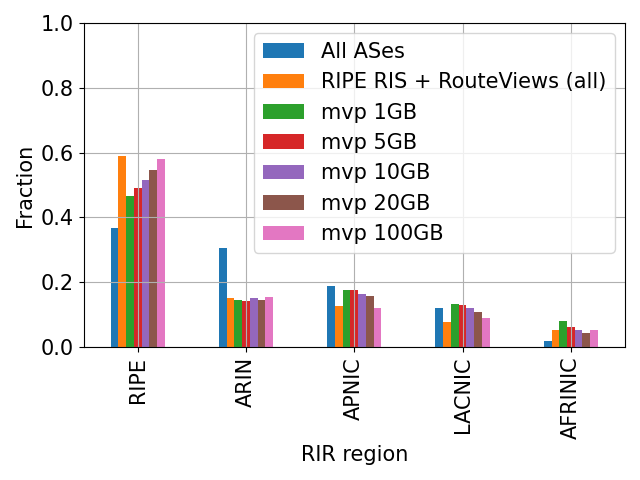 1.0
0.8
0.6
0.4
0.2
0.0
Fraction
All ASes
RIPE RIS + RouteViews (all)
mvp 1GB
mvp 5GB
mvp 10GB
mvp 20GB
mvp 100GB
RIPE
ARIN
APNIC
LACNIC
AFRINIC
RIR region